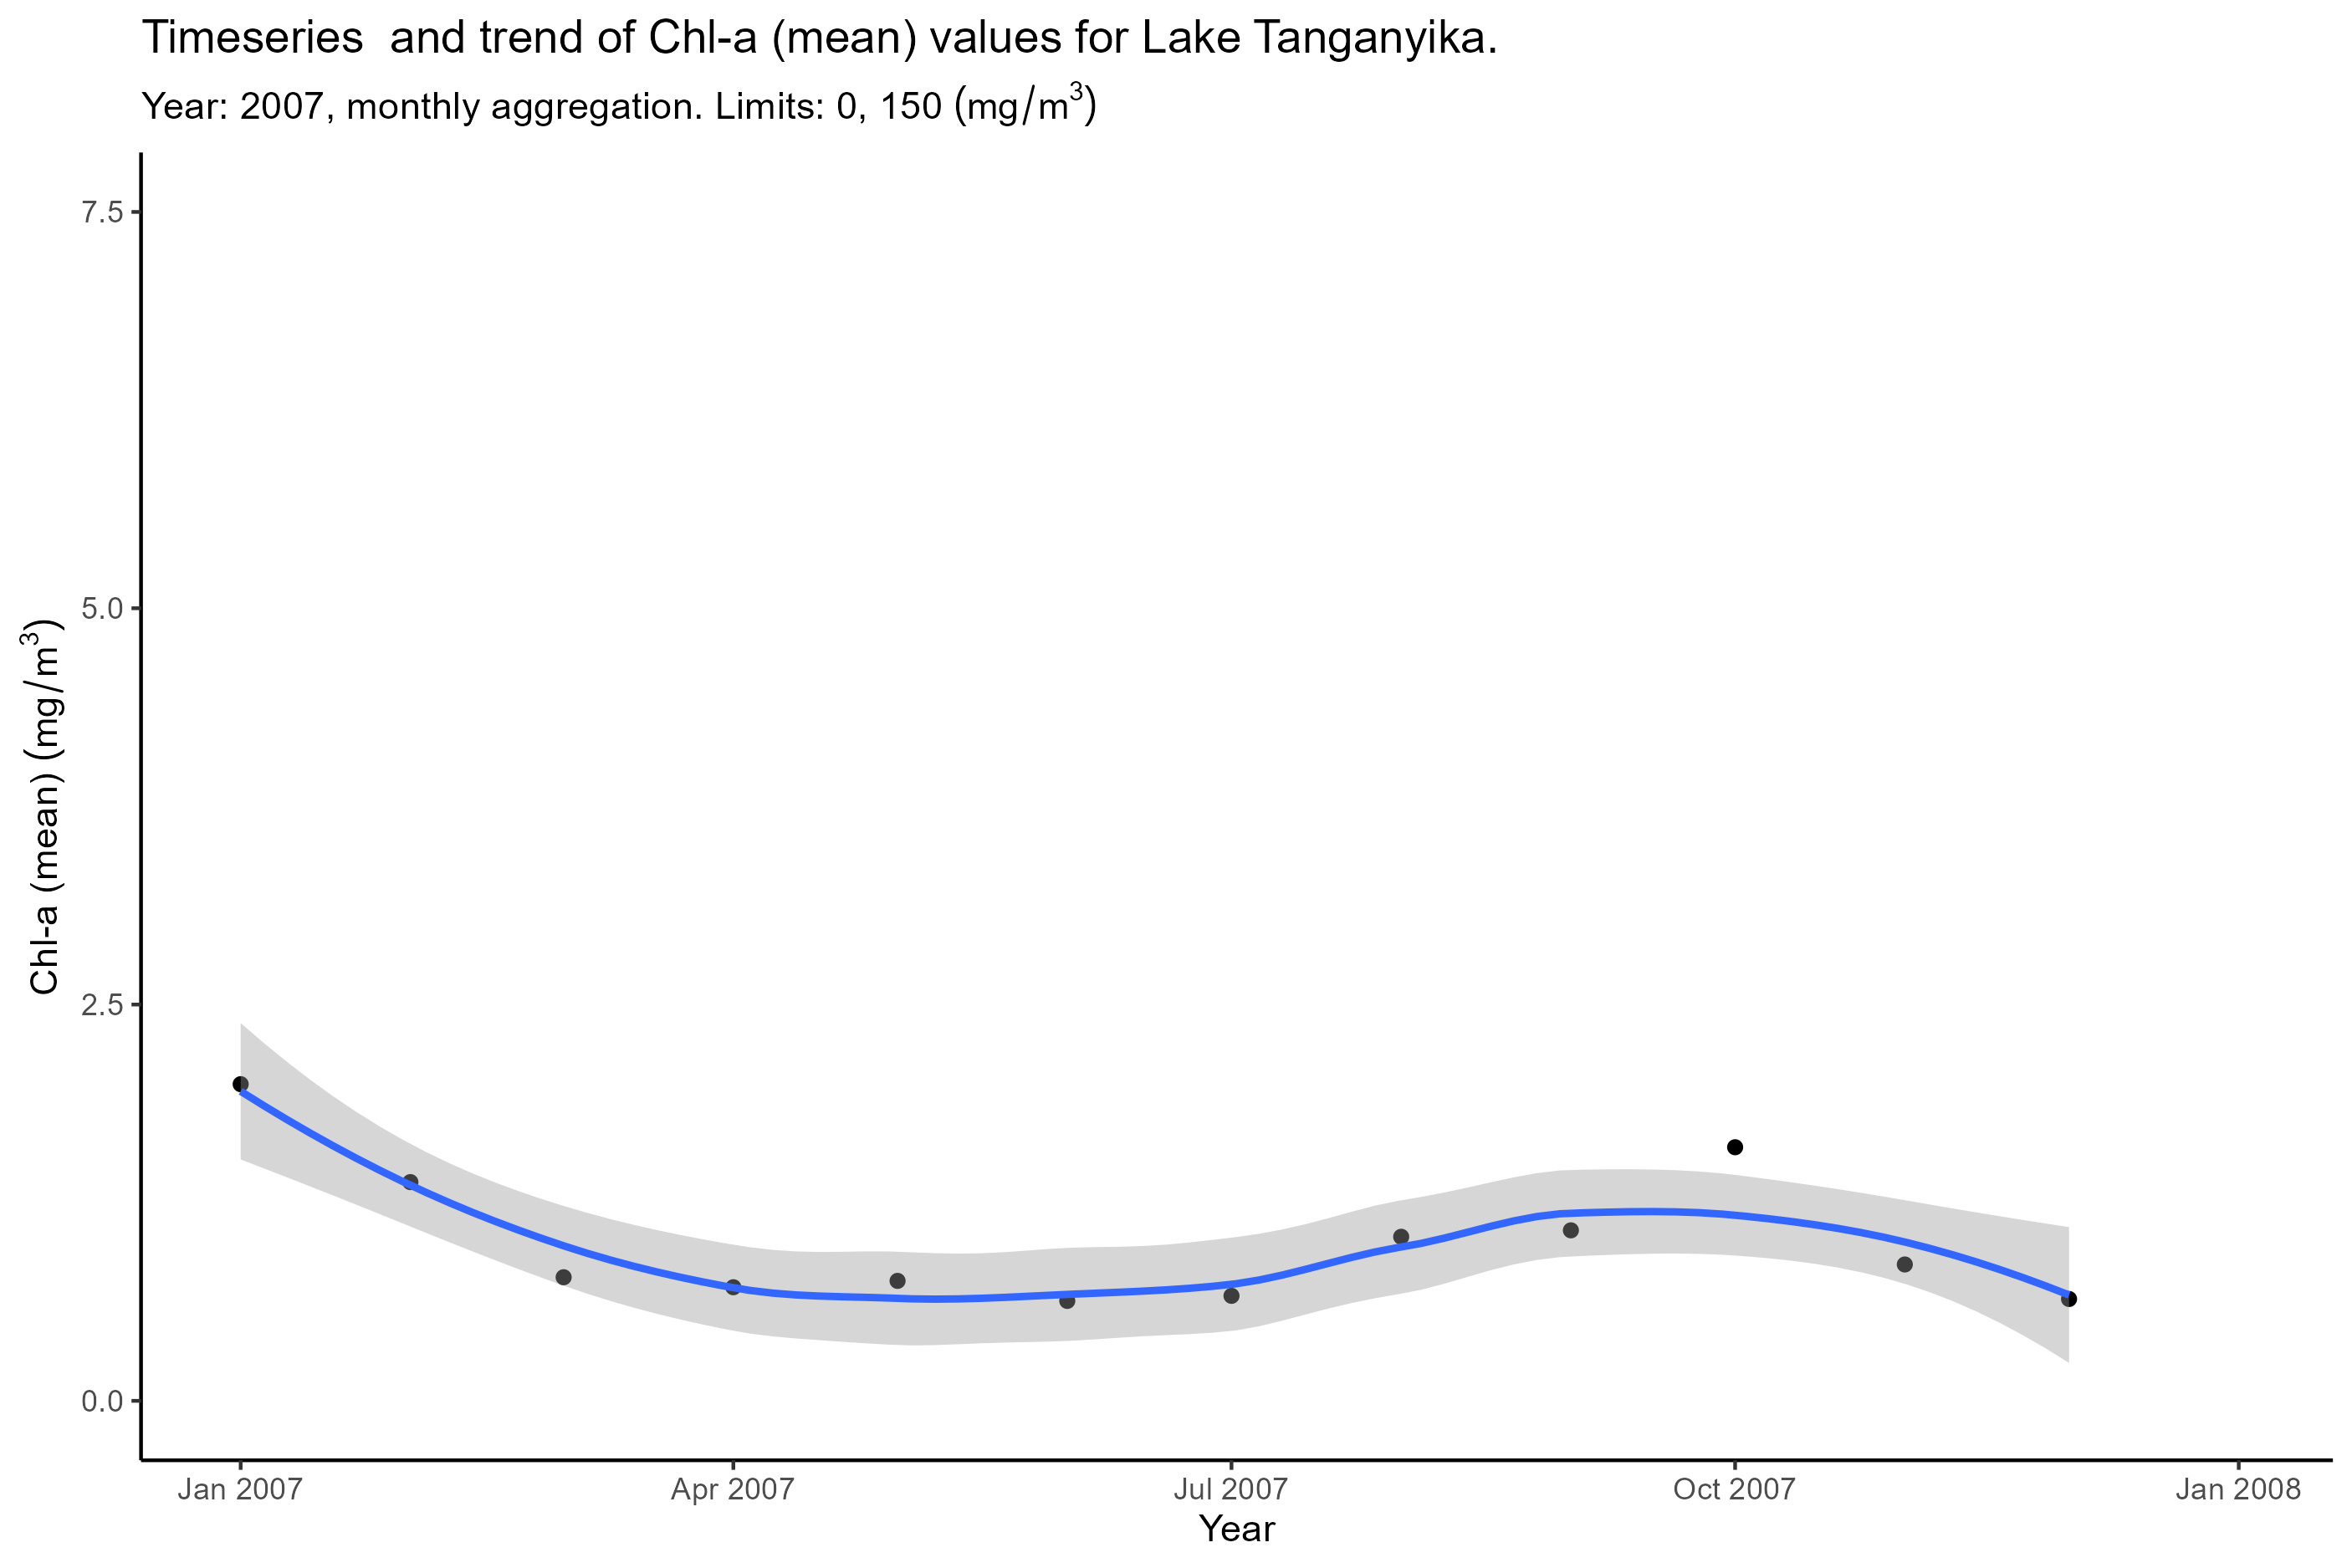 Timeseries  and trend of Chl-a (mean) values for Lake Tanganyika.
Year: 2007, monthly aggregation. Limits: 0, 150 (mg/m³)
7.5
5.0
2.5
0.0
Chl-a (mean) (mg/m³)
Jan 2007 Apr 2007 Jul 2007 Oct 2007 Jan 2008
Year